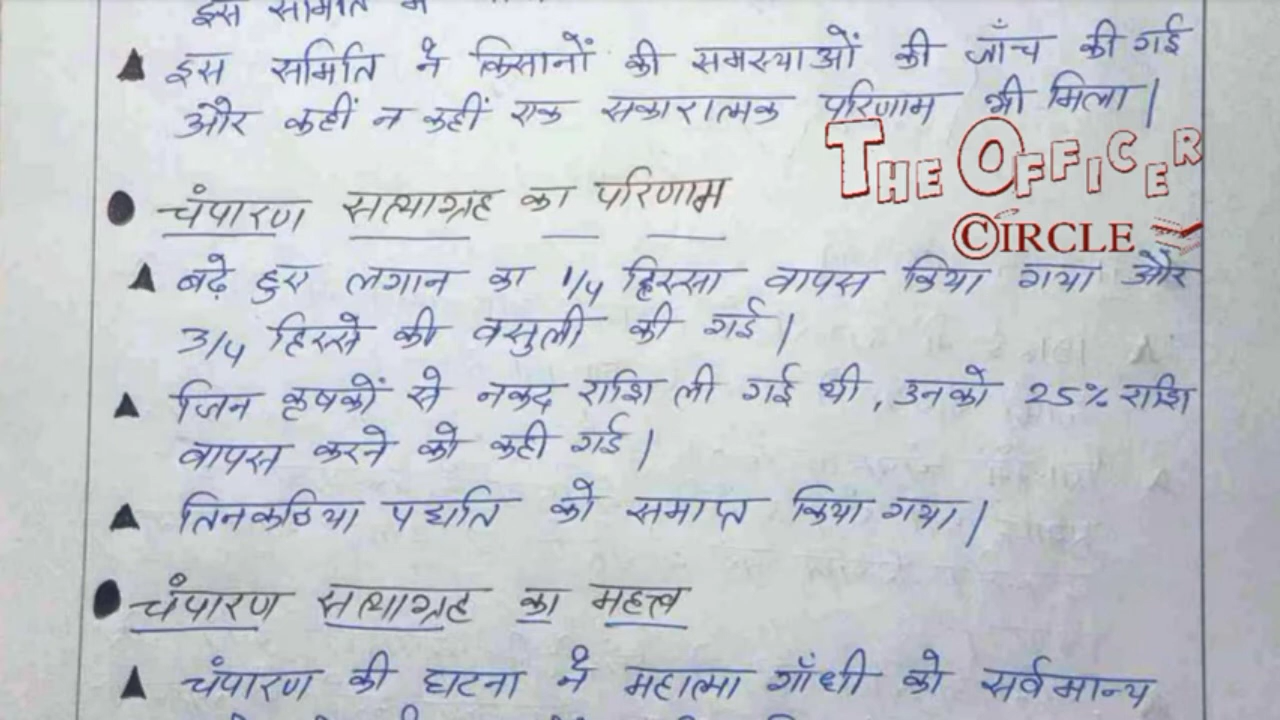 इस समिति में
इस समिति ने किसानों की समस्याओं की जाँच की गई
और कहीं न कहीं एक सकारात्मक परिणाम भी मिला|
THE OFFICER
©IRCLE
चंपारण सत्याग्रह का परिणाम
बढ़े हुए लगान का 1/4 हिस्सा वापस किया गया और
3/4 हिस्से की वसुली की गई|
जिन कृषकों से नकद राशि ली गई थी, उनको 25% राशि
वापस करने को कही गई|
तिनकठिया पद्धति को समाप्त किया गया|
चंपारण सत्याग्रह का महत्त्व
चंपारण की घटना ने महात्मा गाँधी को सर्वमान्य